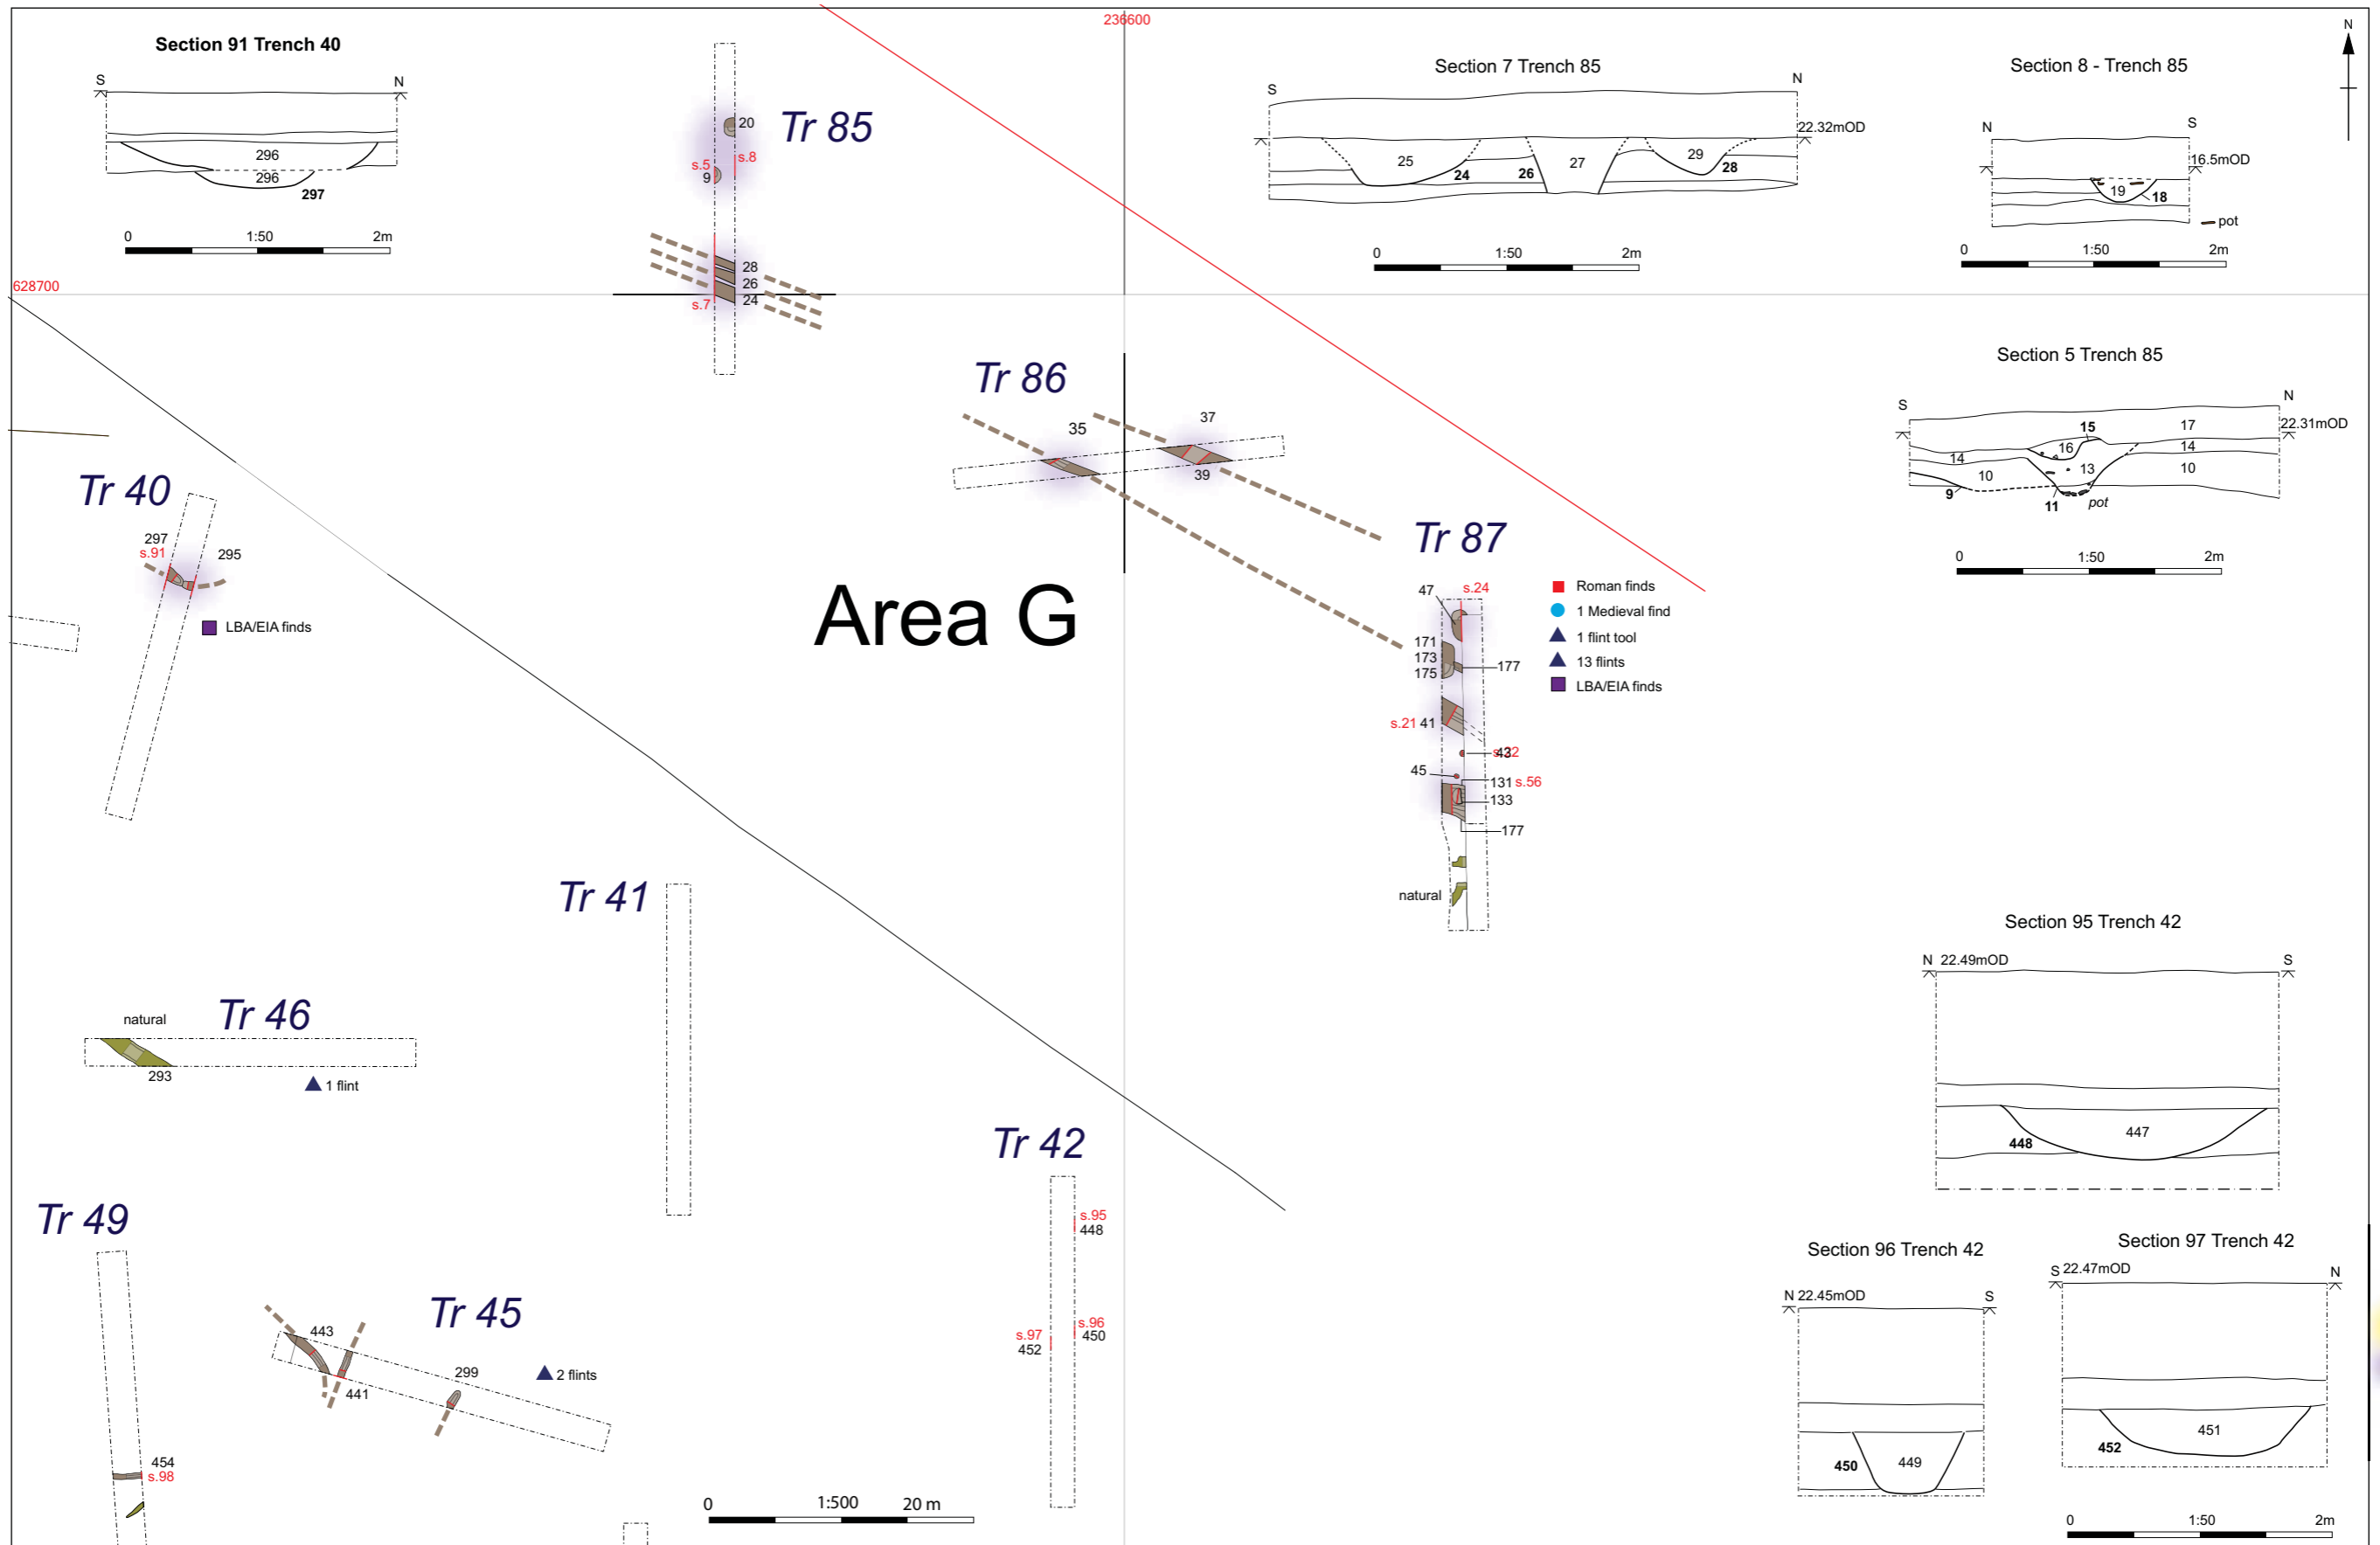 236600
628700
Section 91 Trench 40
S
N
296
296
297
0
1:50
2m
20
Tr 85
s.5
s.8
9
28
26
24
s.7
Section 7 Trench 85
S
N
22.32mOD
25
24
26
27
29
28
0
1:50
2m
Section 8 - Trench 85
N
S
16.5mOD
19
18
pot
0
1:50
2m
N
Section 5 Trench 85
S
N
22.31mOD
15
17
16
14
14
13
10
10
9
11
pot
0
1:50
2m
Tr 86
35
37
39
Tr 40
297
s.91
295
LBA/EIA finds
Area G
Tr 87
47
s.24
171
173
175
177
s.21 41
43
s.22
45
131 s.56
133
177
natural
Roman finds
1 Medieval find
1 flint tool
13 flints
LBA/EIA finds
Tr 41
natural
Tr 46
293
1 flint
Tr 42
s.95
448
s.96
450
s.97
452
Tr 49
454
s.98
Tr 45
443
441
299
2 flints
0
1:500
20 m
Section 95 Trench 42
N 22.49mOD
S
448
447
Section 96 Trench 42
N 22.45mOD
S
450
449
Section 97 Trench 42
S 22.47mOD
N
452
451
0
1:50
2m